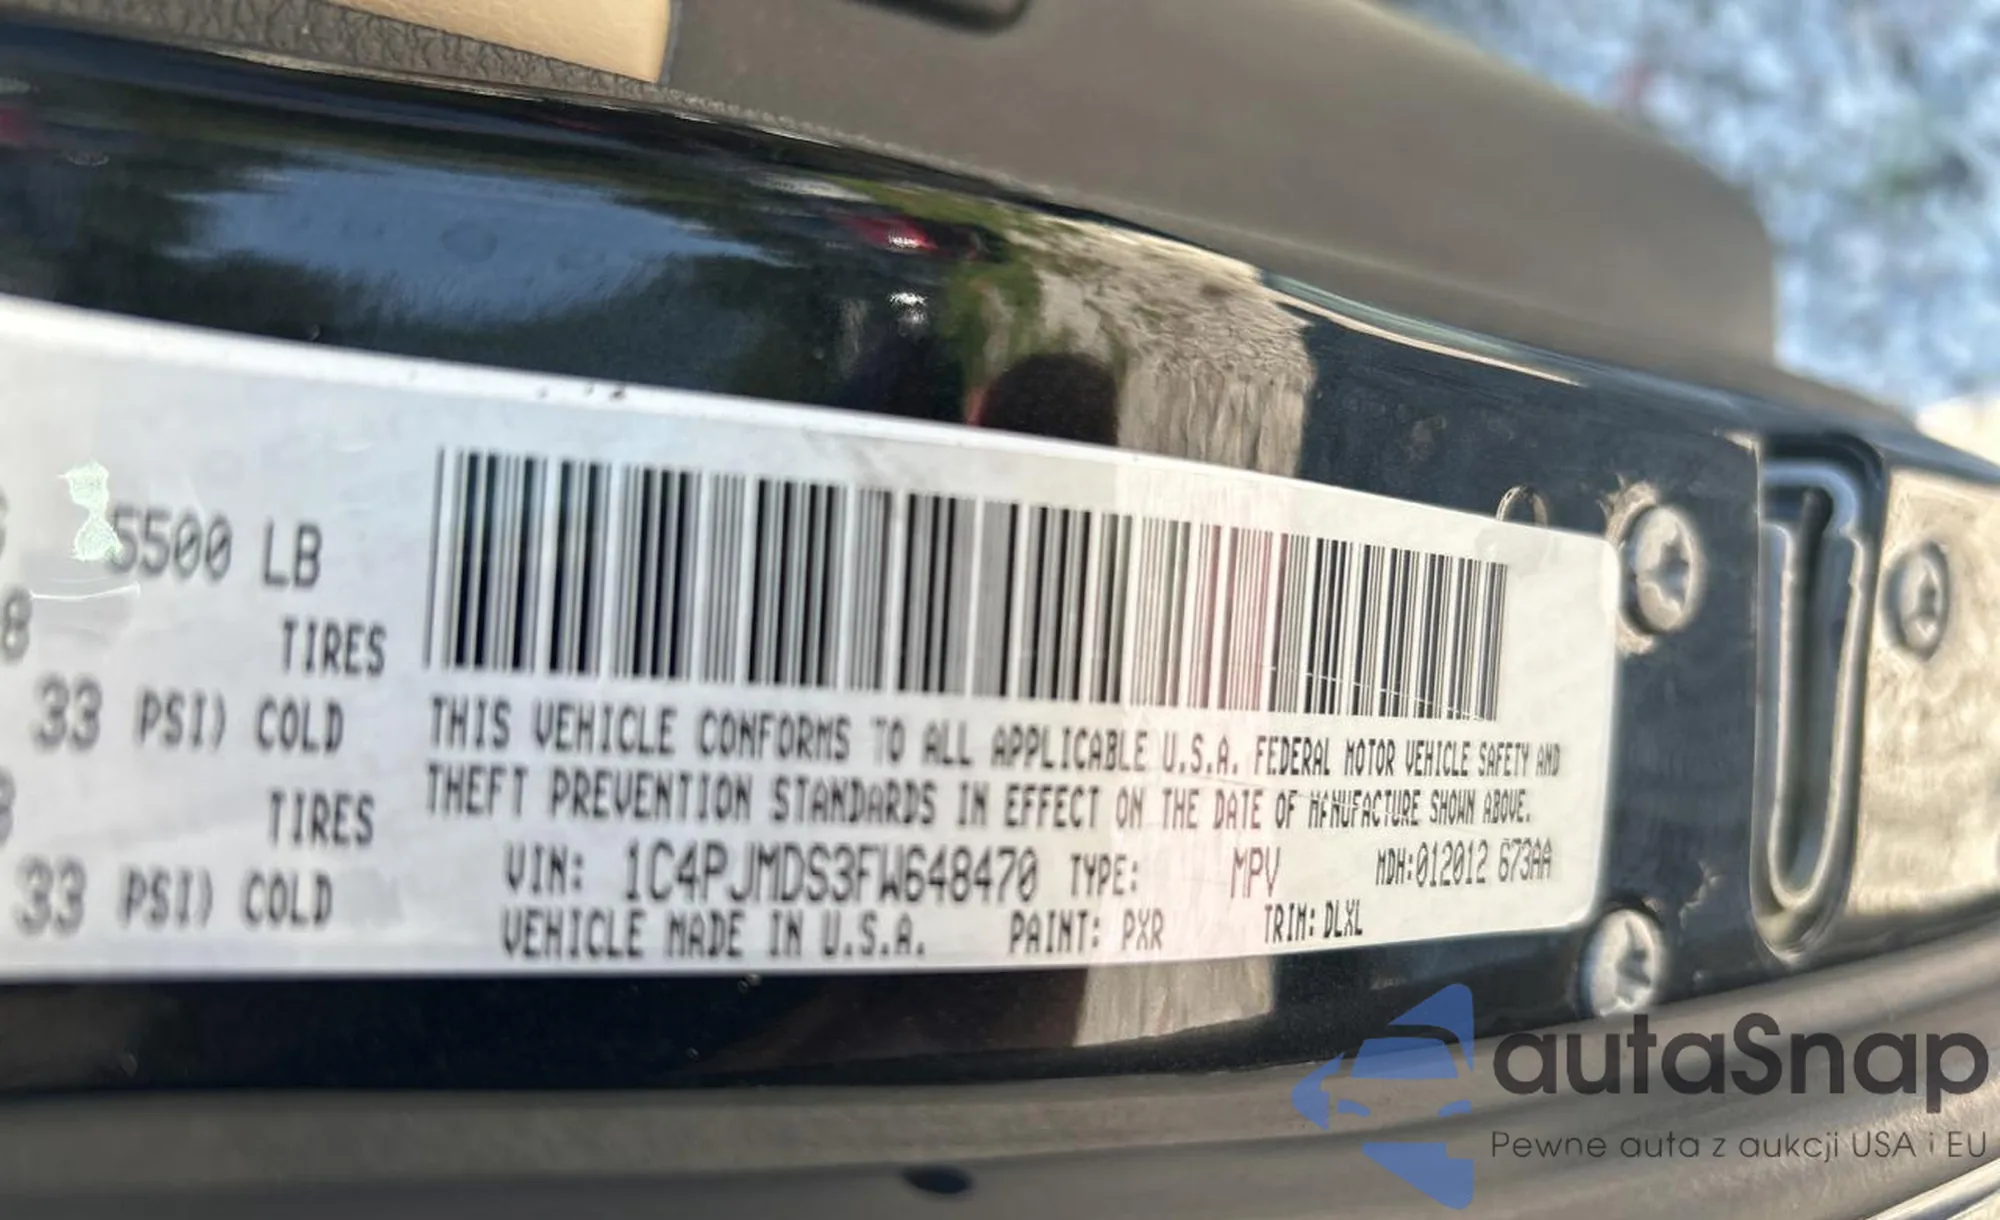 5500 LB
8 TIRES
33 PSI) COLD
TIRES
33 PSI) COLD
THIS VEHICLE CONFORMS TO ALL APPLICABLE U.S.A. FEDERAL MOTOR VEHICLE SAFETY AND
THEFT PREVENTION STANDARDS IN EFFECT ON THE DATE OF MANUFACTURE SHOWN ABOVE.
VIN: 1C4PJMDS3FW648470 TYPE: MPV MDH:012012 673AA
VEHICLE MADE IN U.S.A. PAINT: PXR TRIM: DLXL
autaSnap
Pewne auta z aukcji USA i EU